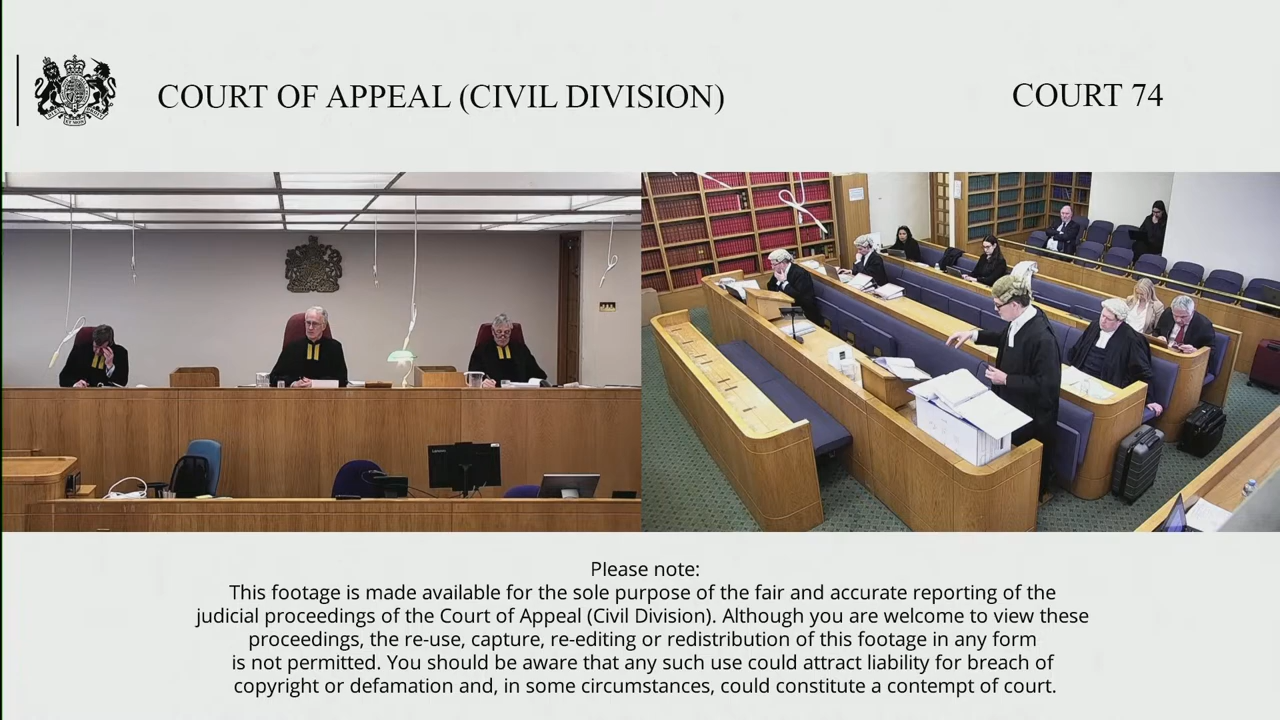 COURT OF APPEAL (CIVIL DIVISION)
COURT 74
Please note:
This footage is made available for the sole purpose of the fair and accurate reporting of the
judicial proceedings of the Court of Appeal (Civil Division). Although you are welcome to view these
proceedings, the re-use, capture, re-editing or redistribution of this footage in any form
is not permitted. You should be aware that any such use could attract liability for breach of
copyright or defamation and, in some circumstances, could constitute a contempt of court.